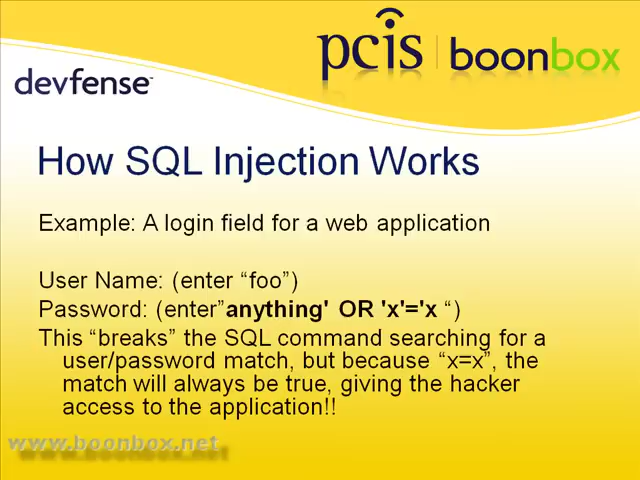 pcis | boonbox
devfense™
How SQL Injection Works
Example: A login field for a web application
User Name: (enter “foo”)
Password: (enter”anything' OR 'x'='x “)
This “breaks” the SQL command searching for a
user/password match, but because “x=x”, the
match will always be true, giving the hacker
access to the application!!
www.boonbox.net